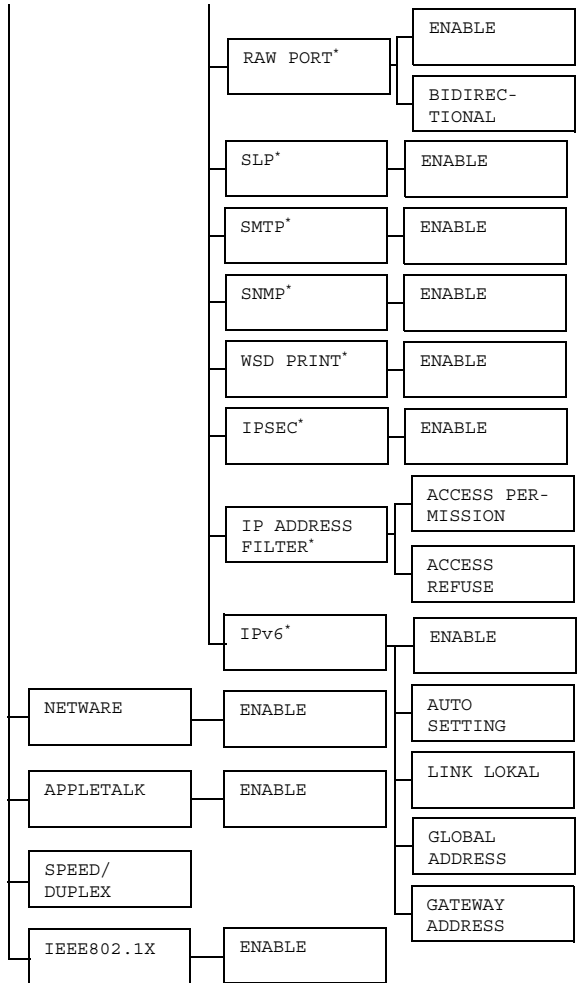 RAW PORT*
ENABLE
BIDIREC-
TIONAL
SLP*
ENABLE
SMTP*
ENABLE
SNMP*
ENABLE
WSD PRINT*
ENABLE
IPSEC*
ENABLE
IP ADDRESS
FILTER*
ACCESS PER-
MISSION
ACCESS
REFUSE
IPv6*
ENABLE
AUTO
SETTING
LINK LOKAL
GLOBAL
ADDRESS
GATEWAY
ADDRESS
NETWARE
ENABLE
APPLETALK
ENABLE
SPEED/
DUPLEX
IEEE802.1X
ENABLE